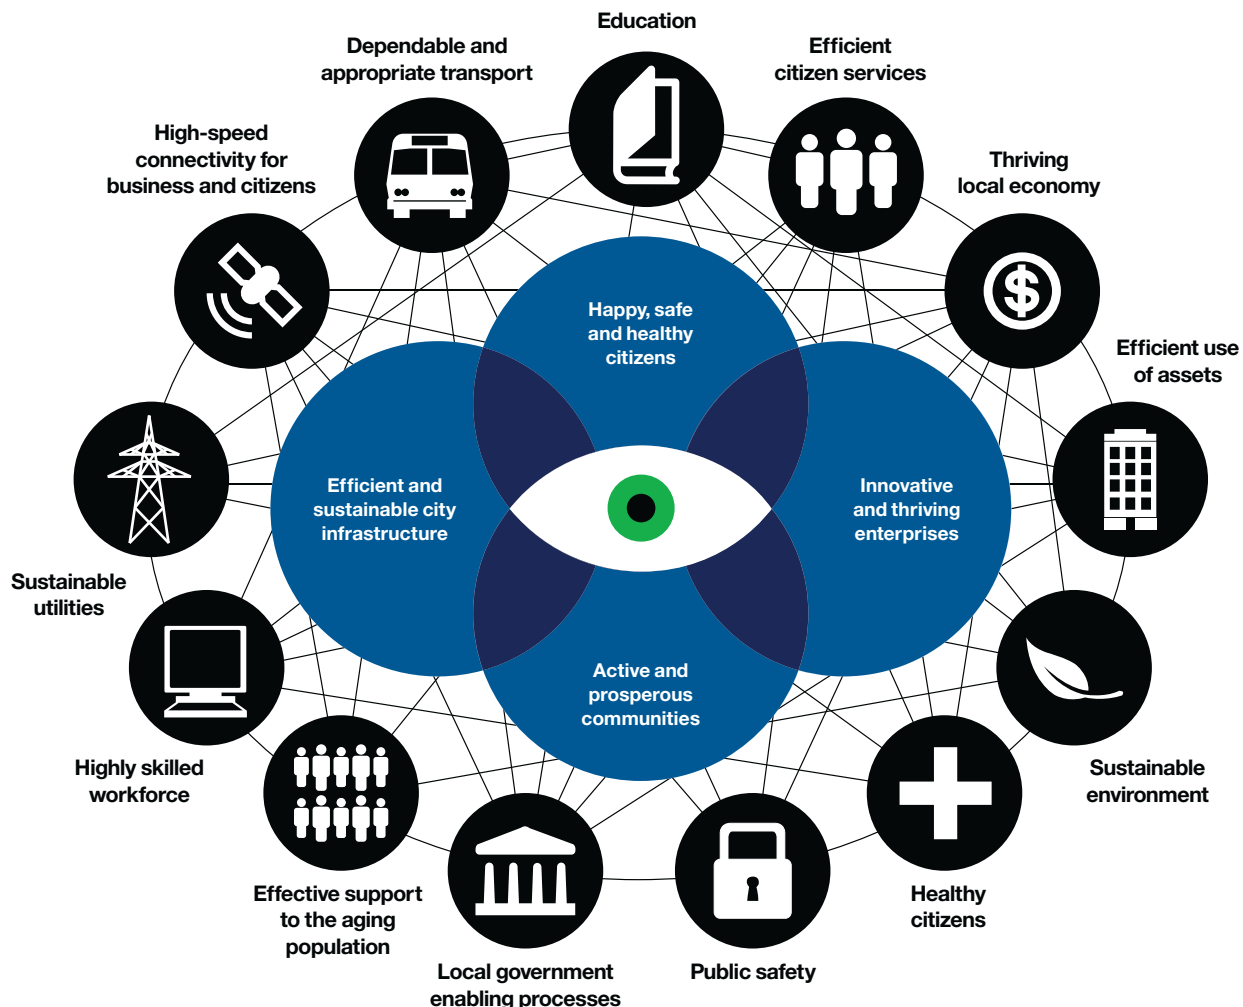 Education
Dependable and
appropriate transport
Efficient
citizen services
High-speed
connectivity for
business and citizens
Thriving
local economy
Happy, safe
and healthy
citizens
Efficient use
of assets
Efficient and
sustainable city
infrastructure
Innovative
and thriving
enterprises
Sustainable
utilities
Active and
prosperous
communities
Highly skilled
workforce
Sustainable
environment
Effective support
to the aging
population
Healthy
citizens
Local government
enabling processes
Public safety
$